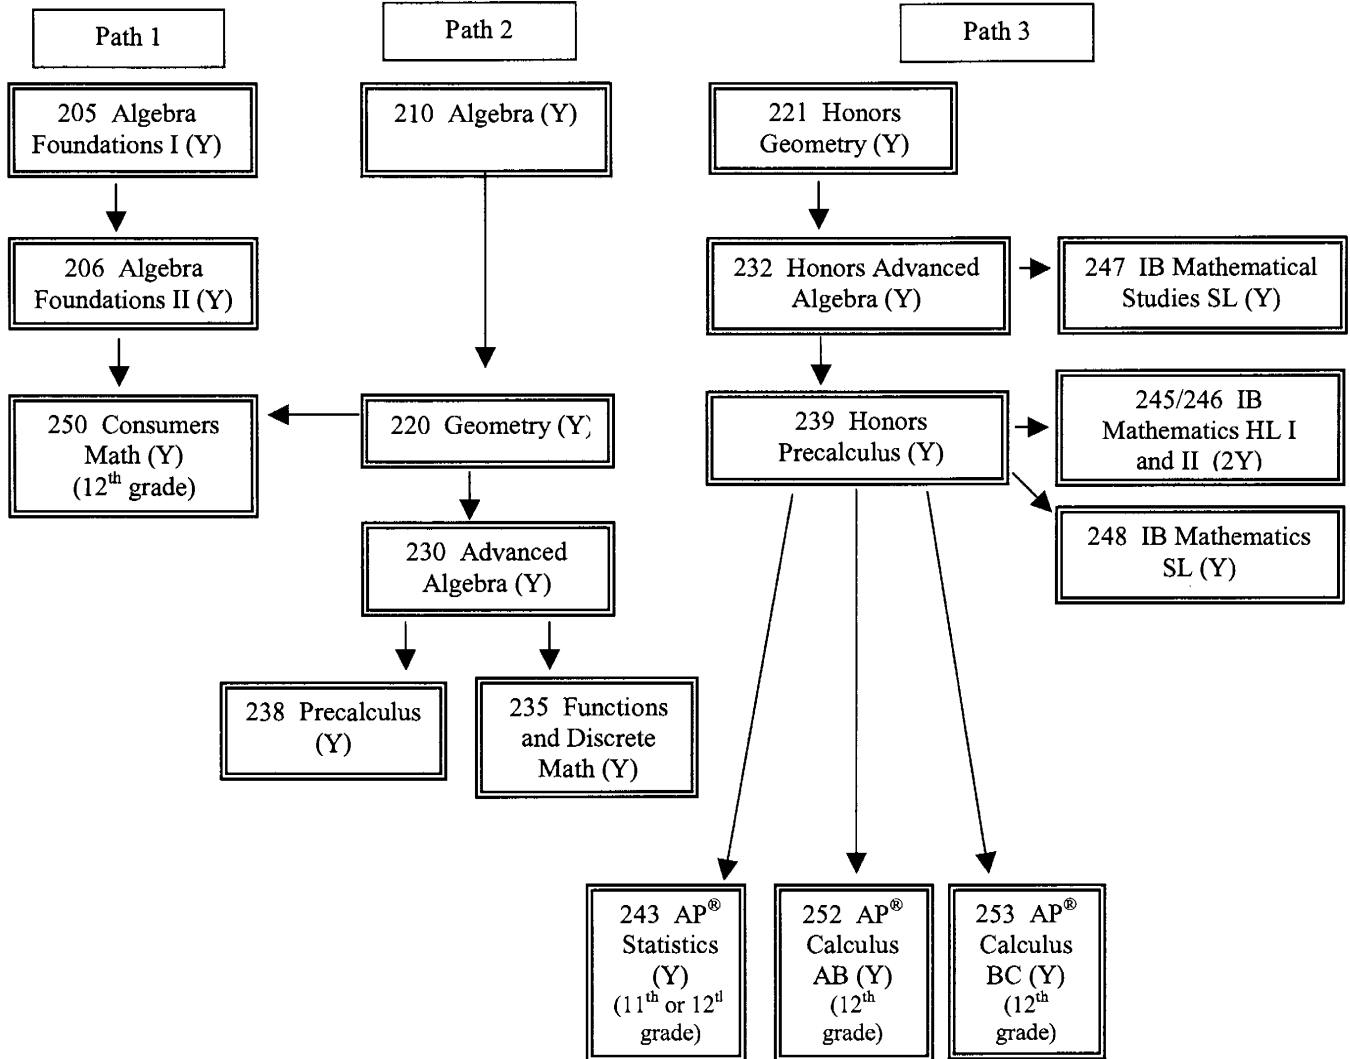 Path 1
Path 2
Path 3
205 Algebra
Foundations I (Y)
210 Algebra (Y)
221 Honors
Geometry (Y)
206 Algebra
Foundations II (Y)
232 Honors Advanced
Algebra (Y)
247 IB Mathematical
Studies SL (Y)
250 Consumers
Math (Y)
(12th grade)
220 Geometry (Y)
239 Honors
Precalculus (Y)
245/246 IB
Mathematics HL I
and II (2Y)
248 IB Mathematics
SL (Y)
230 Advanced
Algebra (Y)
238 Precalculus
(Y)
235 Functions
and Discrete
Math (Y)
243 AP®
Statistics
(Y)
(11th or 12th
grade)
252 AP®
Calculus
AB (Y)
(12th
grade)
253 AP®
Calculus
BC (Y)
(12th
grade)